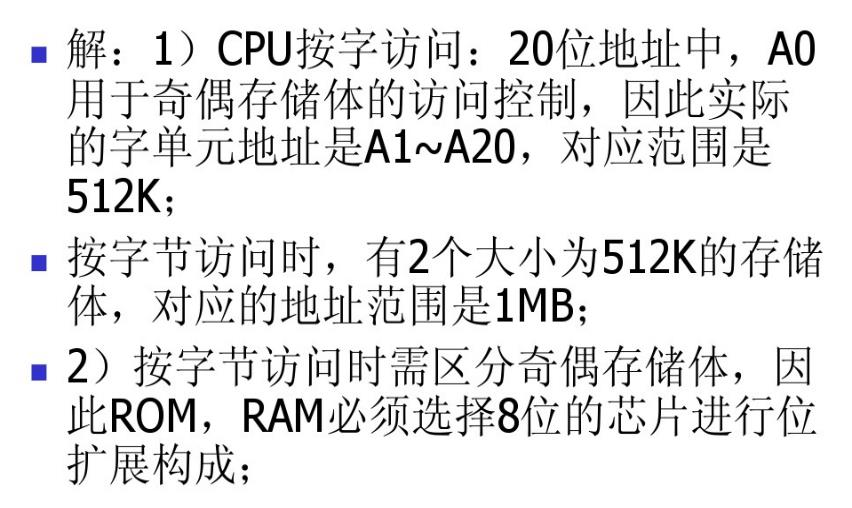 解：1）CPU按字访问：20位地址中，A0
用于奇偶存储体的访问控制，因此实际
的字单元地址是A1~A20，对应范围是
512K；
按字节访问时，有2个大小为512K的存储
体，对应的地址范围是1MB；
2）按字节访问时需区分奇偶存储体，因
此ROM，RAM必须选择8位的芯片进行位
扩展构成；